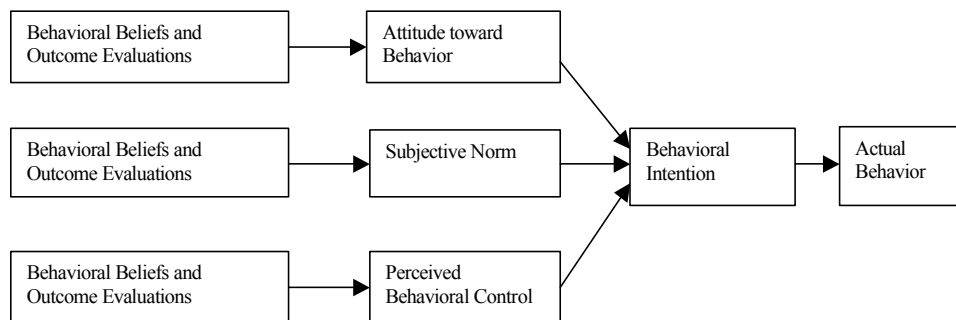 Behavioral Beliefs and
Outcome Evaluations
Attitude toward
Behavior
Behavioral Beliefs and
Outcome Evaluations
Subjective Norm
Behavioral
Intention
Actual
Behavior
Behavioral Beliefs and
Outcome Evaluations
Perceived
Behavioral Control